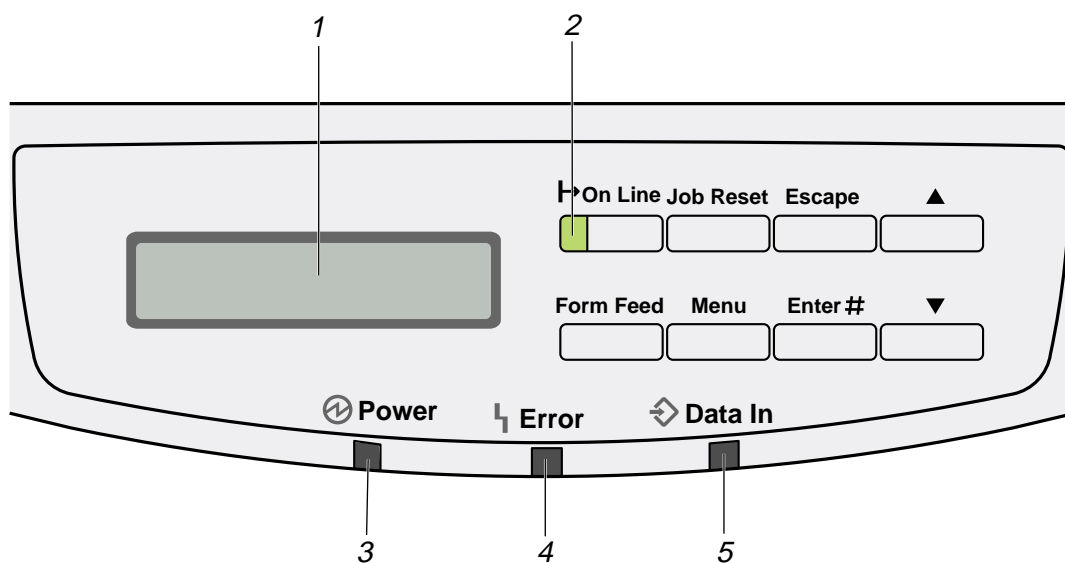 1 2
On Line Job Reset Escape ▲
Form Feed Menu Enter # ▼
Power Error Data In
3 4 5